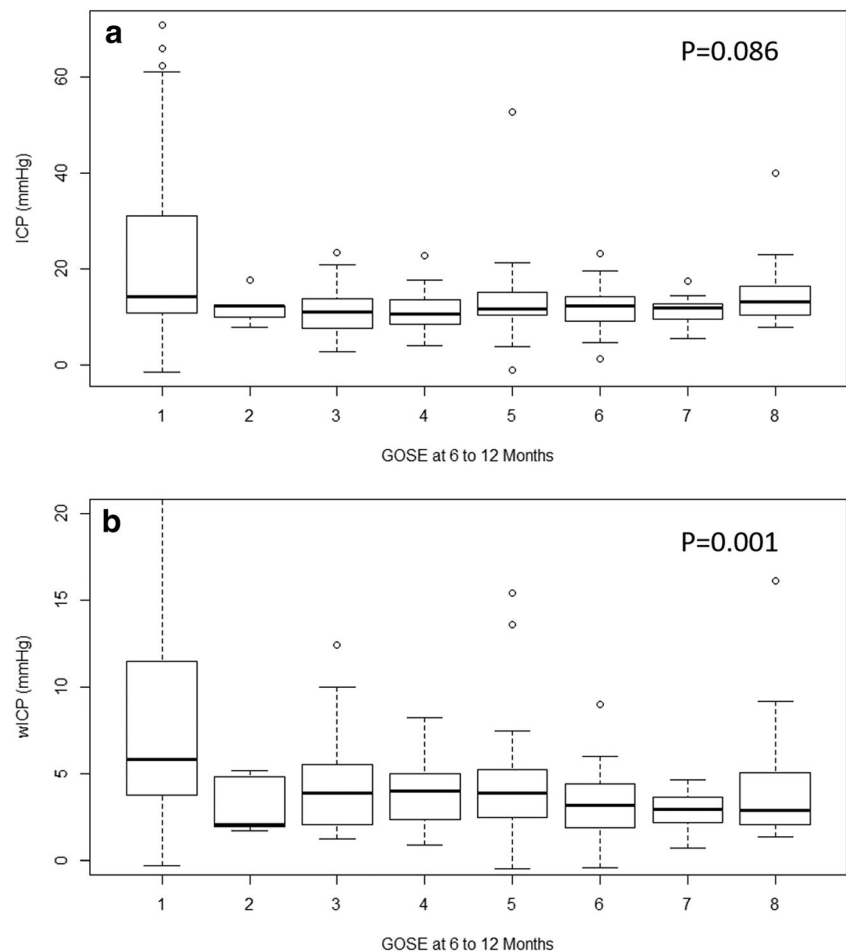 a
P=0.086
60
40
20
0
ICP (mmHg)
1 2 3 4 5 6 7 8
GOSE at 6 to 12 Months
b
P=0.001
20
15
10
5
0
wICP (mmHg)
1 2 3 4 5 6 7 8
GOSE at 6 to 12 Months